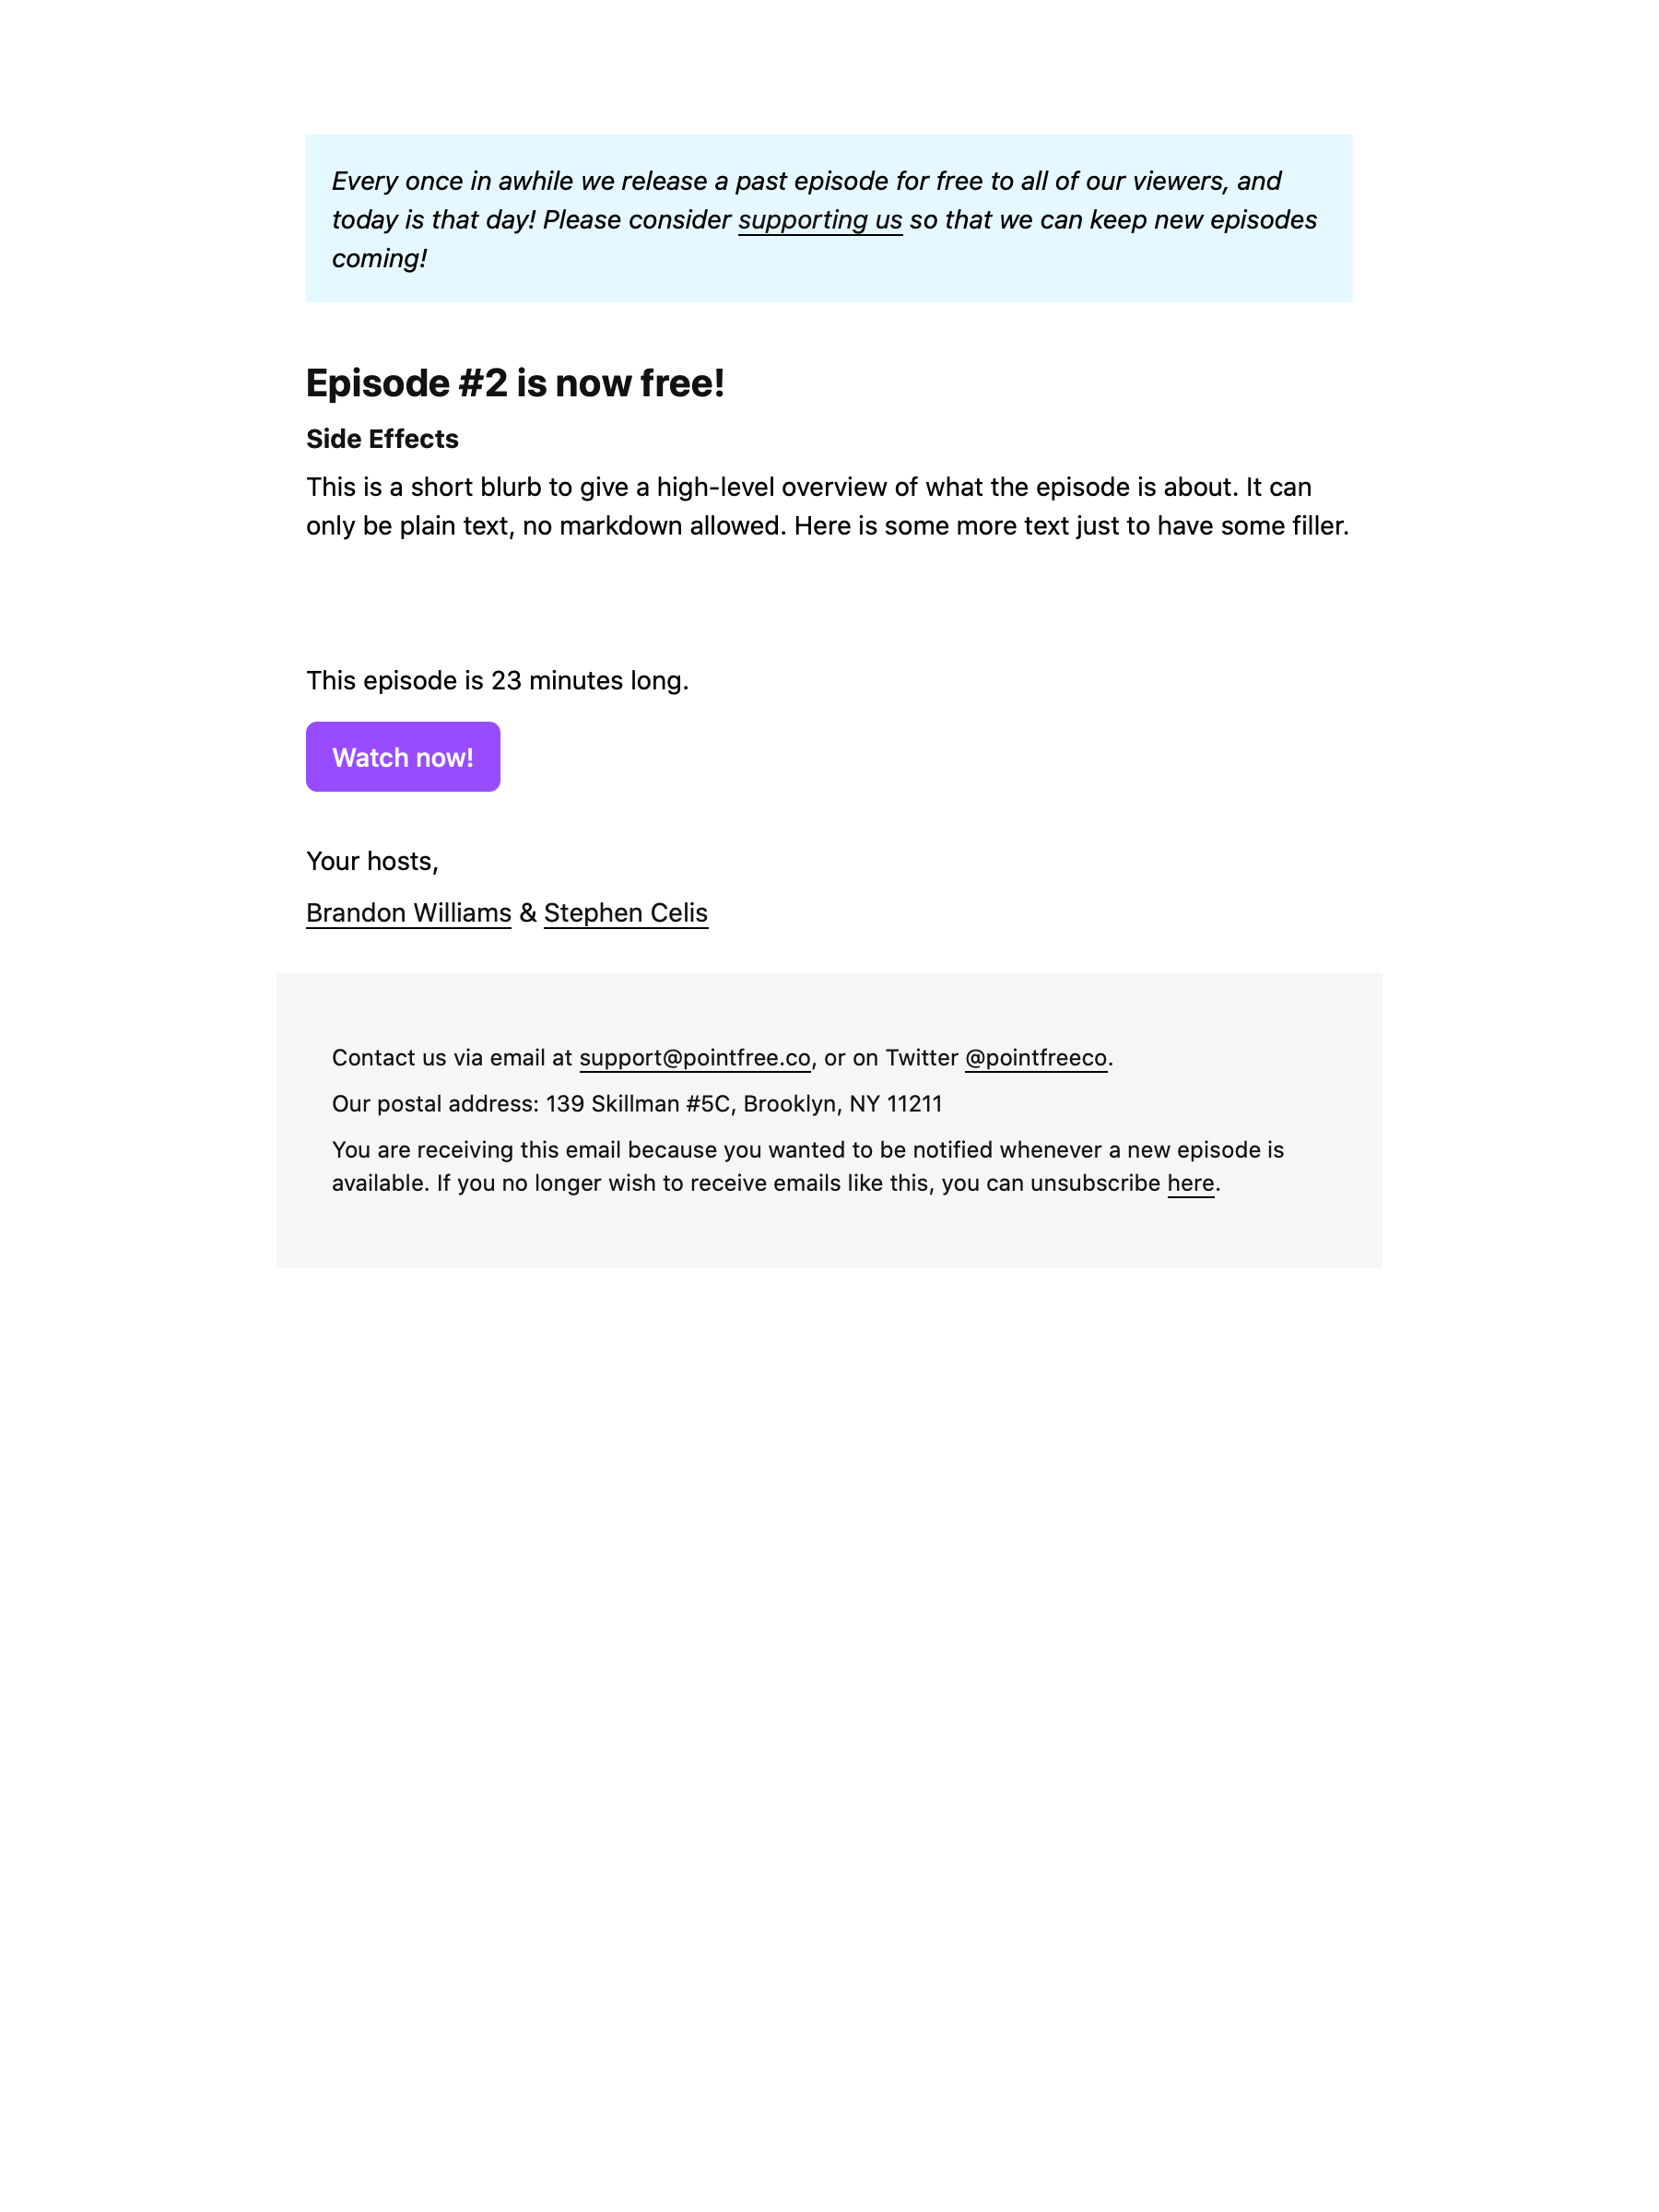 Every once in awhile we release a past episode for free to all of our viewers, and
today is that day! Please consider supporting us so that we can keep new episodes
coming!
Episode #2 is now free!
Side Effects
This is a short blurb to give a high-level overview of what the episode is about. It can
only be plain text, no markdown allowed. Here is some more text just to have some filler.
This episode is 23 minutes long.
Watch now!
Your hosts,
Brandon Williams & Stephen Celis
Contact us via email at support@pointfree.co, or on Twitter @pointfreeco.
Our postal address: 139 Skillman #5C, Brooklyn, NY 11211
You are receiving this email because you wanted to be notified whenever a new episode is
available. If you no longer wish to receive emails like this, you can unsubscribe here.